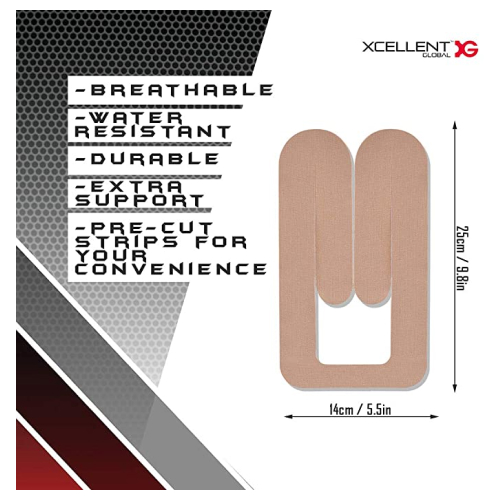 XCELLENT XG
GLOBAL
-BREATHABLE
-WATER
RESISTANT
-DURABLE
-EXTRA
SUPPORT
-PRE-CUT
STRIPS FOR
YOUR
CONVENIENCE
25cm / 9.8in
14cm / 5.5in